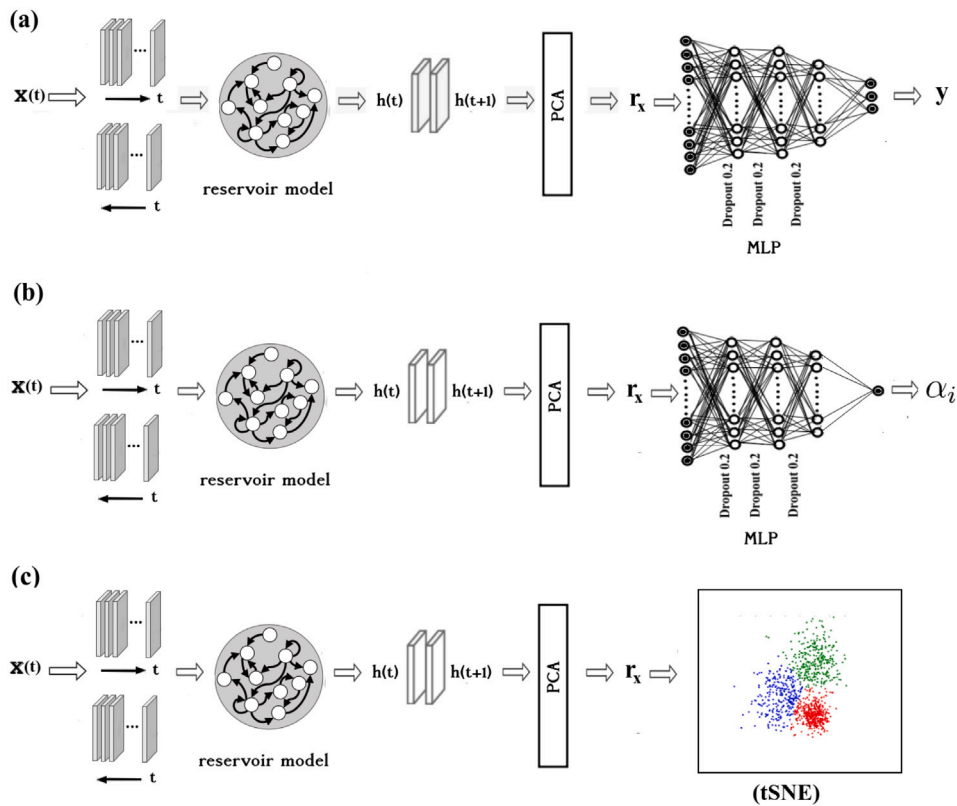 (a)
x(t)
...
t
...
t
reservoir model
h(t)
h(t+1)
PCA
rx
Dropout 0.2
Dropout 0.2
Dropout 0.2
MLP
y
(b)
x(t)
...
t
...
t
reservoir model
h(t)
h(t+1)
PCA
rx
Dropout 0.2
Dropout 0.2
Dropout 0.2
MLP
αi
(c)
x(t)
...
t
...
t
reservoir model
h(t)
h(t+1)
PCA
rx
(tSNE)